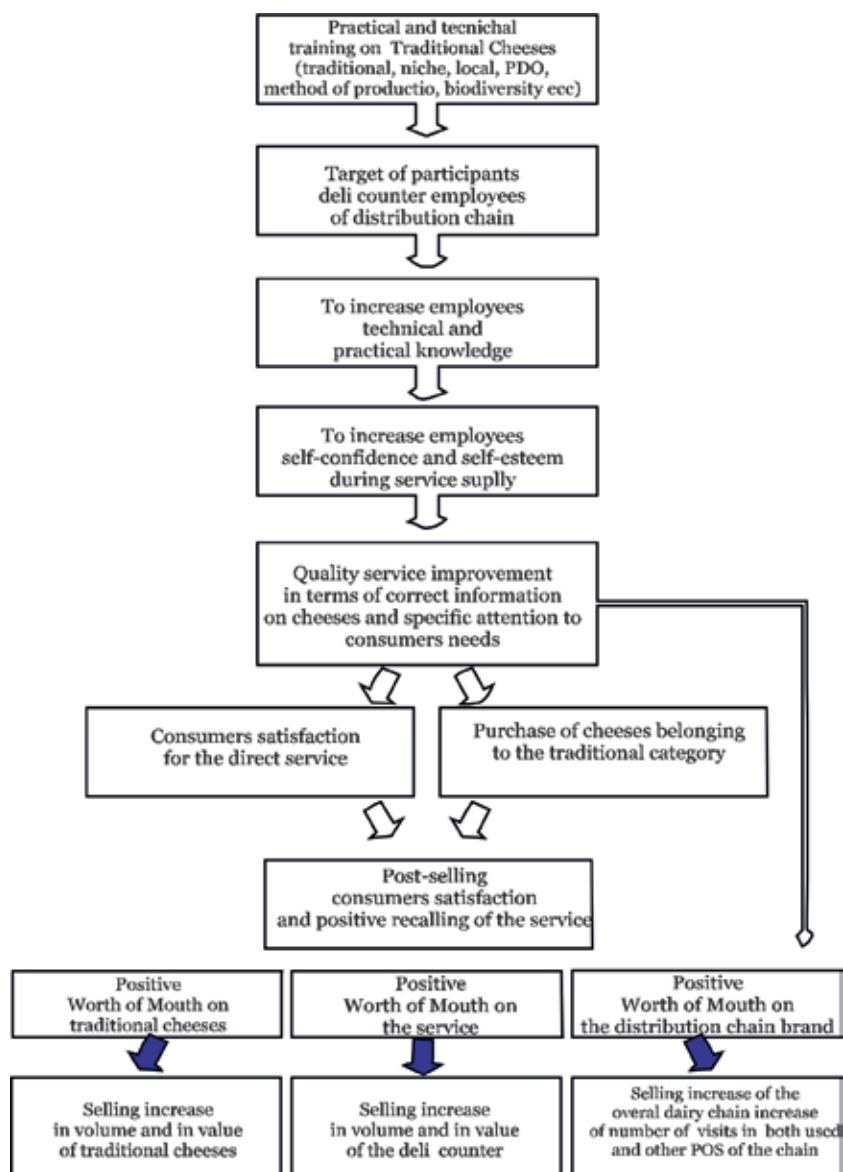 Practical and tecnichal
training on Traditional Cheeses
(traditional, niche, local, PDO,
method of productio, biodiversity ecc)
Target of participants
deli counter employees
of distribution chain
To increase employees
technical and
practical knowledge
To increase employees
self-confidence and self-esteem
during service suplly
Quality service improvement
in terms of correct information
on cheeses and specific attention to
consumers needs
Consumers satisfaction
for the direct service
Purchase of cheeses belonging
to the traditional category
Post-selling
consumers satisfaction
and positive recalling of the service
Positive
Worth of Mouth on
traditional cheeses
Positive
Worth of Mouth on
the service
Positive
Worth of Mouth on
the distribution chain brand
Selling increase
in volume and in value
of traditional cheeses
Selling increase
in volume and in value
of the deli counter
Selling increase of the
overal dairy chain increase
of number of visits in both used
and other POS of the chain